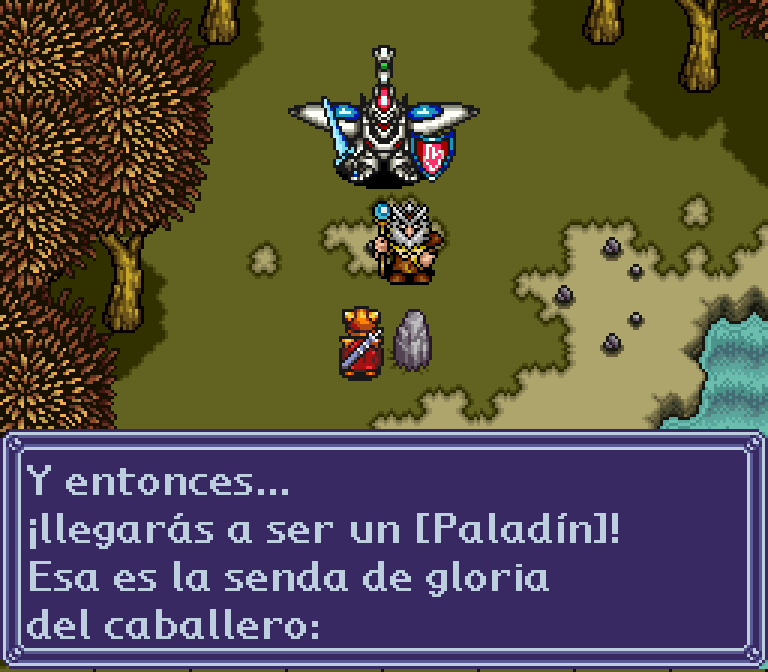 Y entonces...
¡llegarás a ser un [Paladín]!
Esa es la senda de gloria
del caballero: